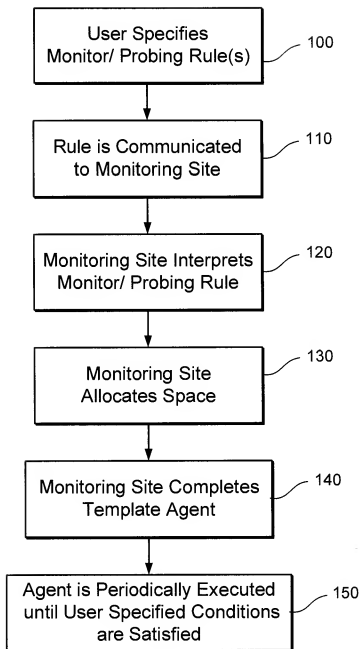 User Specifies
Monitor/ Probing Rule(s)
100
Rule is Communicated
to Monitoring Site
110
Monitoring Site Interprets
Monitor/ Probing Rule
120
Monitoring Site
Allocates Space
130
Monitoring Site Completes
Template Agent
140
Agent is Periodically Executed
until User Specified Conditions
are Satisfied
150